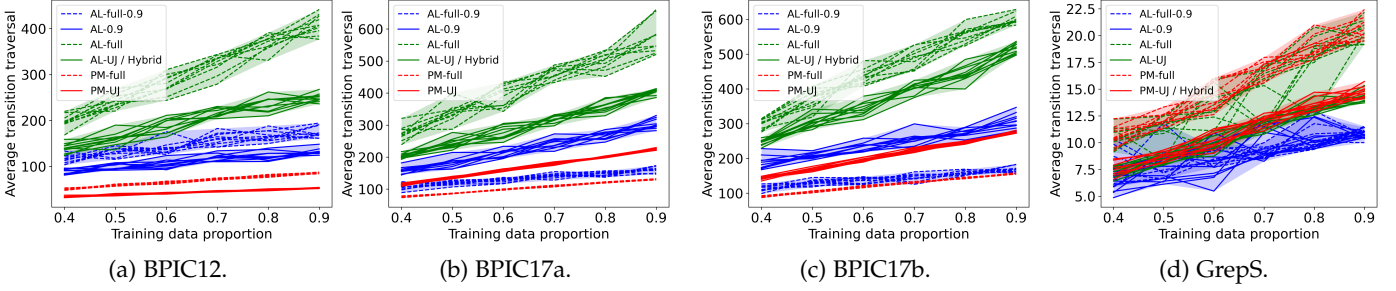 Average transition traversal
400
300
200
100
AL-full-0.9
AL-0.9
AL-full
AL-UJ / Hybrid
PM-full
PM-UJ
0.4 0.5 0.6 0.7 0.8 0.9
Training data proportion
(a) BPIC12.
Average transition traversal
600
500
400
300
200
100
AL-full-0.9
AL-0.9
AL-full
AL-UJ / Hybrid
PM-full
PM-UJ
0.4 0.5 0.6 0.7 0.8 0.9
Training data proportion
(b) BPIC17a.
Average transition traversal
600
500
400
300
200
100
AL-full-0.9
AL-0.9
AL-full
AL-UJ / Hybrid
PM-full
PM-UJ
0.4 0.5 0.6 0.7 0.8 0.9
Training data proportion
(c) BPIC17b.
Average transition traversal
22.5
20.0
17.5
15.0
12.5
10.0
7.5
5.0
AL-full-0.9
AL-0.9
AL-full
AL-UJ
PM-full
PM-UJ / Hybrid
0.4 0.5 0.6 0.7 0.8 0.9
Training data proportion
(d) GrepS.